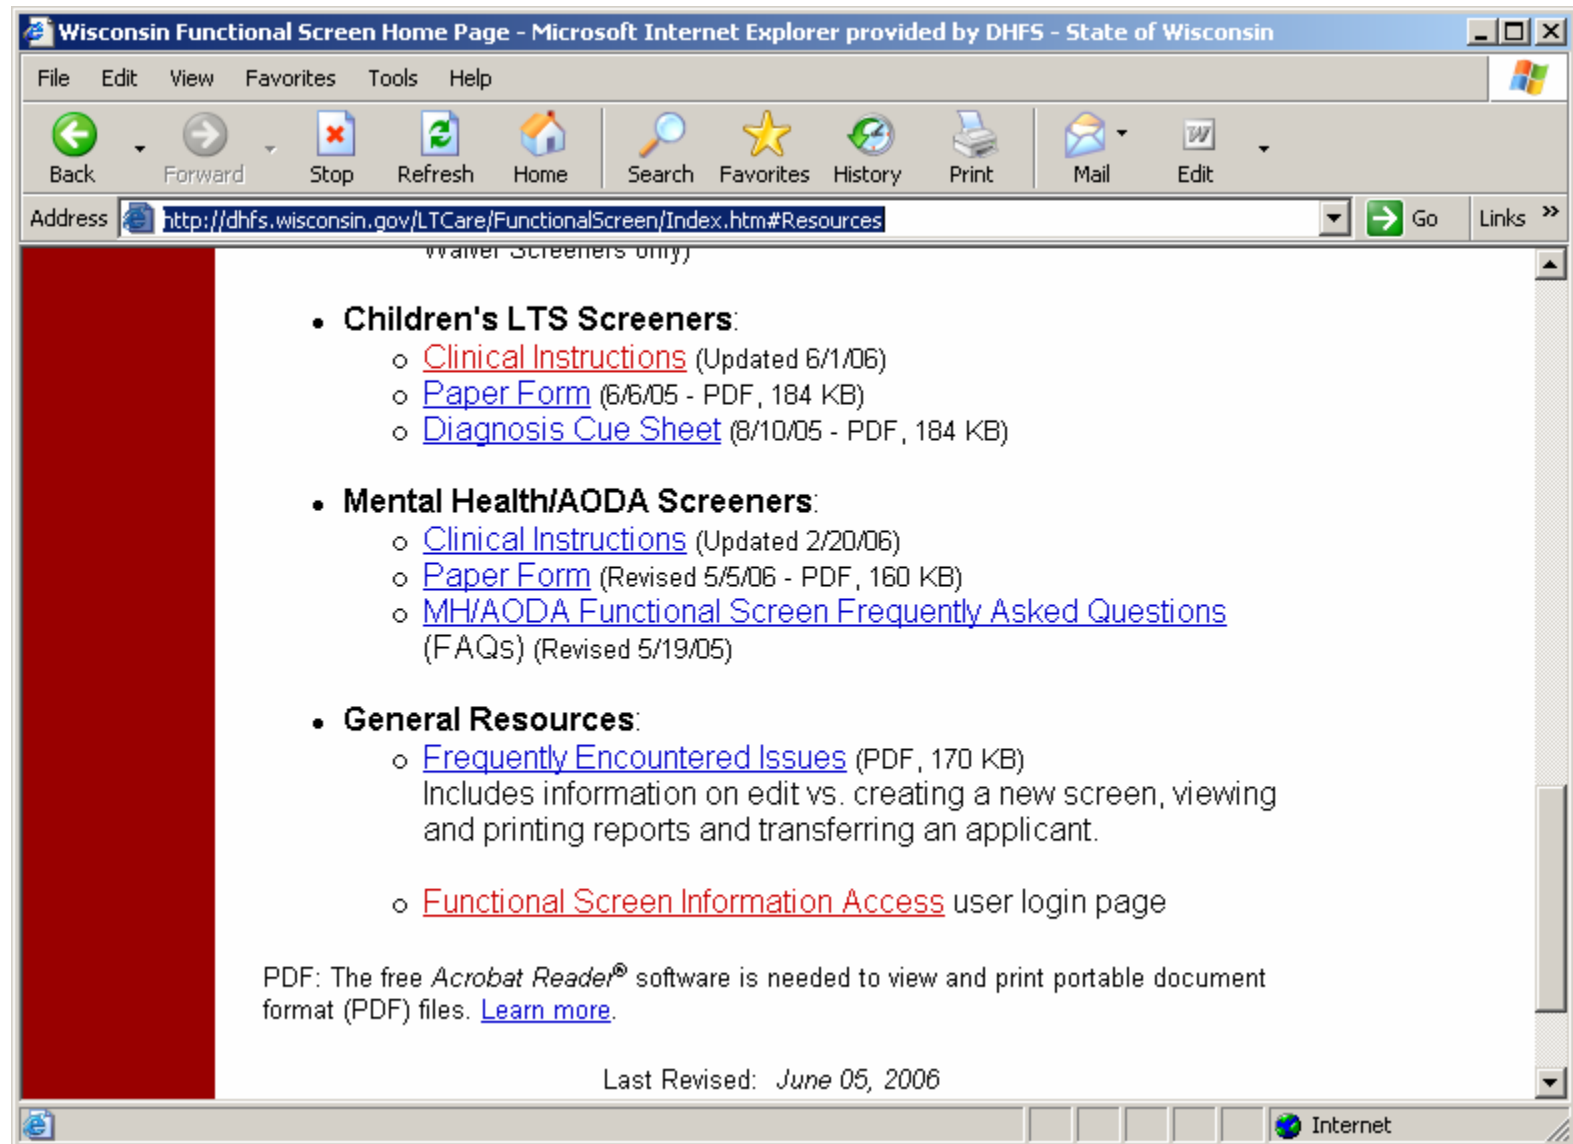 Wisconsin Functional Screen Home Page - Microsoft Internet Explorer provided by DHFS - State of Wisconsin
File Edit View Favorites Tools Help
Back Forward Stop Refresh Home Search Favorites History Print Mail Edit
Address http://dhfs.wisconsin.gov/LTCare/FunctionalScreen/Index.htm#Resources Go Links »
Waiver Screeners only)
• Children's LTS Screeners:
o Clinical Instructions (Updated 6/1/06)
o Paper Form (6/6/05 - PDF, 184 KB)
o Diagnosis Cue Sheet (8/10/05 - PDF, 184 KB)
• Mental Health/AODA Screeners:
o Clinical Instructions (Updated 2/20/06)
o Paper Form (Revised 5/5/06 - PDF, 160 KB)
o MH/AODA Functional Screen Frequently Asked Questions
(FAQs) (Revised 5/19/05)
• General Resources:
o Frequently Encountered Issues (PDF, 170 KB)
Includes information on edit vs. creating a new screen, viewing
and printing reports and transferring an applicant.
o Functional Screen Information Access user login page
PDF: The free Acrobat Reader® software is needed to view and print portable document
format (PDF) files. Learn more.
Last Revised: June 05, 2006
Internet